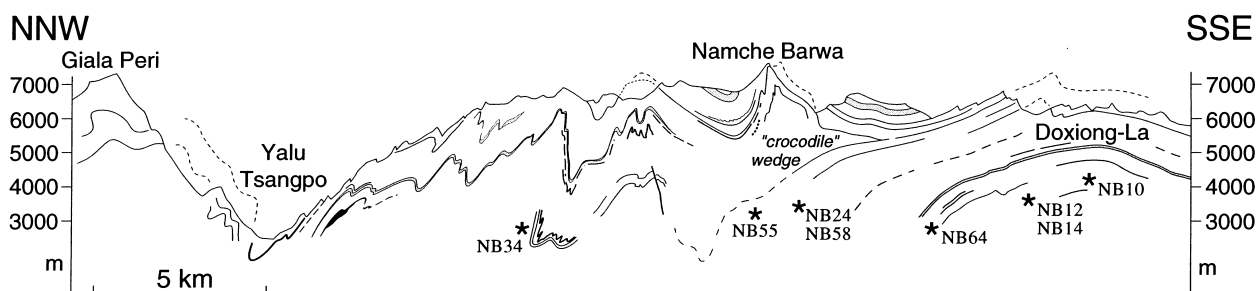 NNW
SSE
Giala Peri
Namche Barwa
7000
7000
6000
6000
Yalu
Tsangpo
"crocodile"
wedge
Doxiong-La
5000
5000
4000
4000
NB10
3000
3000
NB34
NB55
NB24
NB58
NB64
NB12
NB14
m
m
5 km